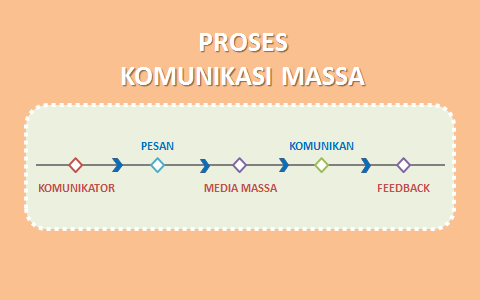 PROSES
KOMUNIKASI MASSA
PESAN
KOMUNIKAN
KOMUNIKATOR
MEDIA MASSA
FEEDBACK